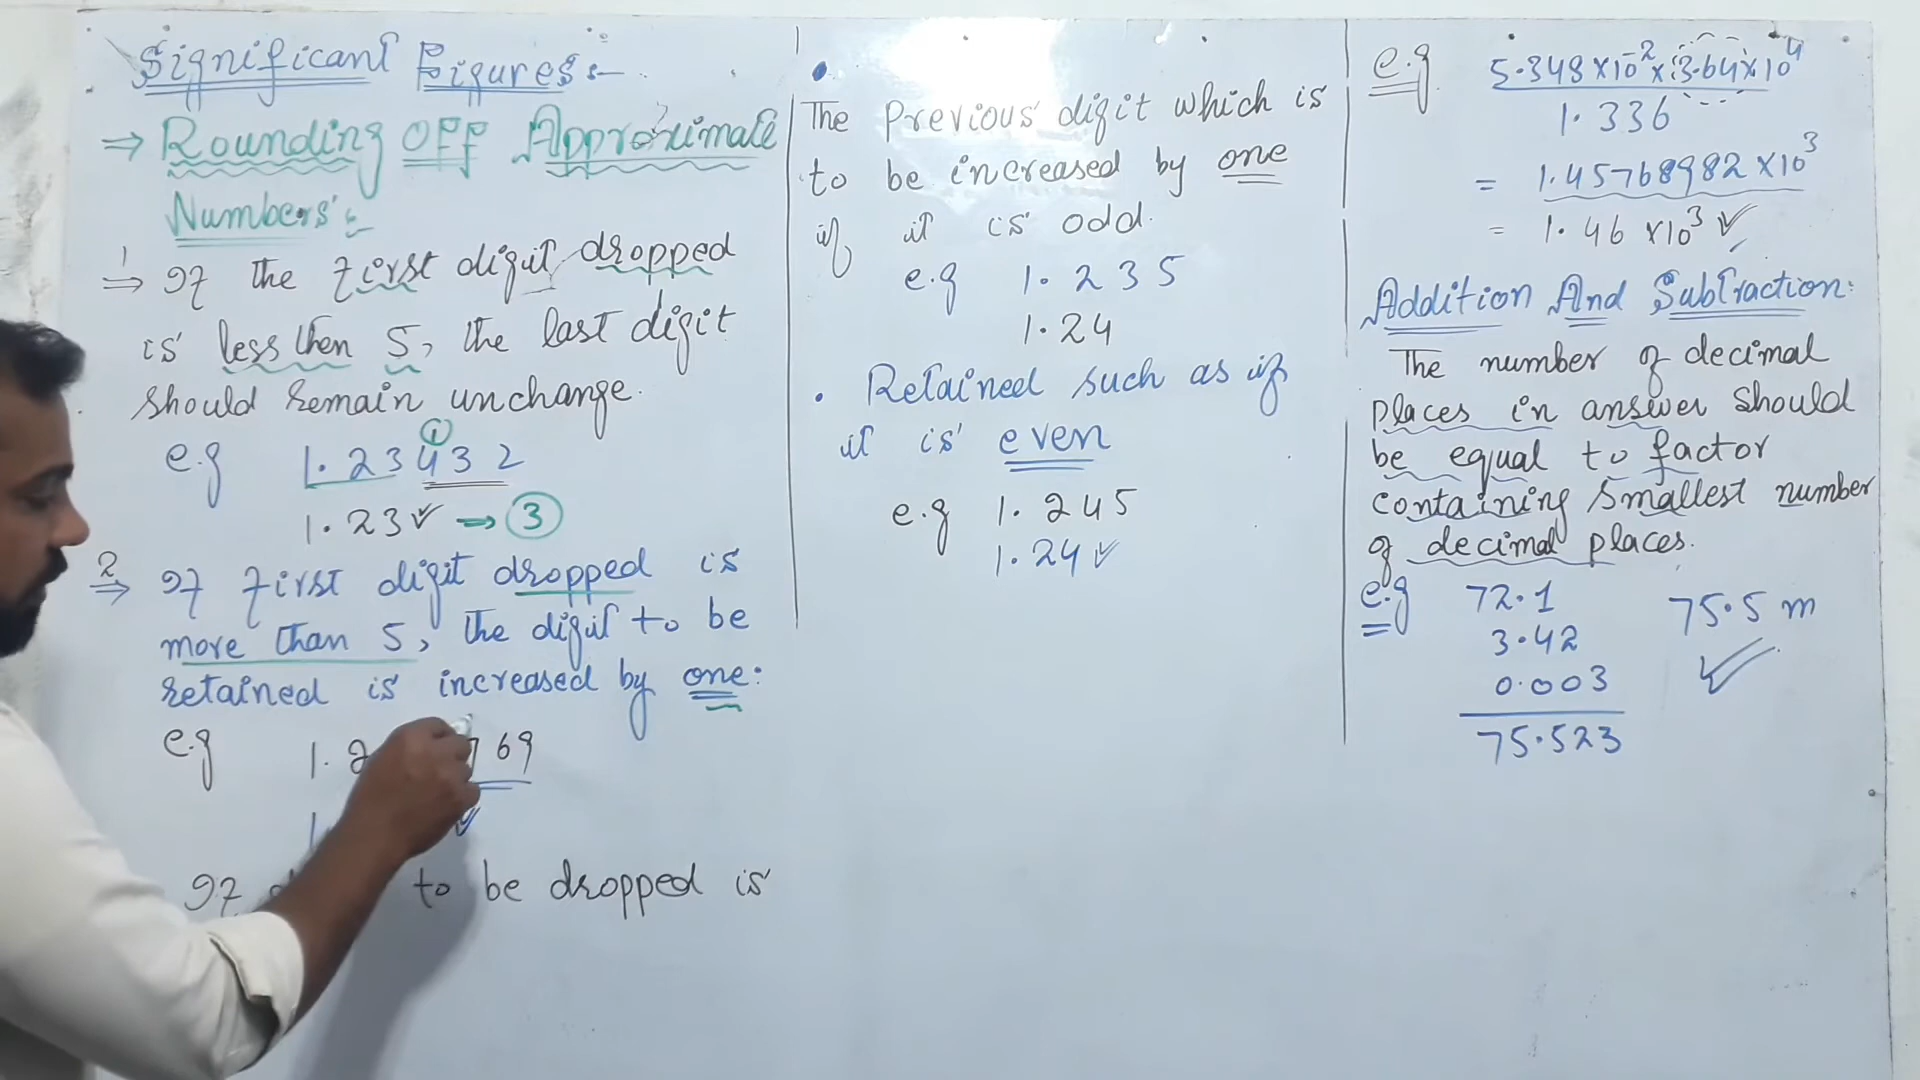 Significant Figures:-
⇒ Rounding OFF Approximate
Numbers:
1 ⇒ If the First digit dropped
is less then 5, the last digit
should remain unchange.
e.g 1.23432
①
1.23 ✓ → ③
2 ⇒ If First digit dropped is
more than 5, the digit to be
retained is increased by one:
e.g 1.2 769
✓
If to be dropped is
•
The Previous digit which is
to be increased by one
if it is odd.
e.g 1.235
1.24
• Retained such as if
it is even
e.g 1.245
1.24 ✓
e.g 5.348×10⁻²×3.64×10⁴
1.336
= 1.45768982×10³
= 1.46×10³ ✓
Addition And Subtraction:
The number of decimal
places in answer should
be equal to factor
containing smallest number
of decimal places.
e.g 72.1 75.5 m
3.42 ✓
0.003
75.523